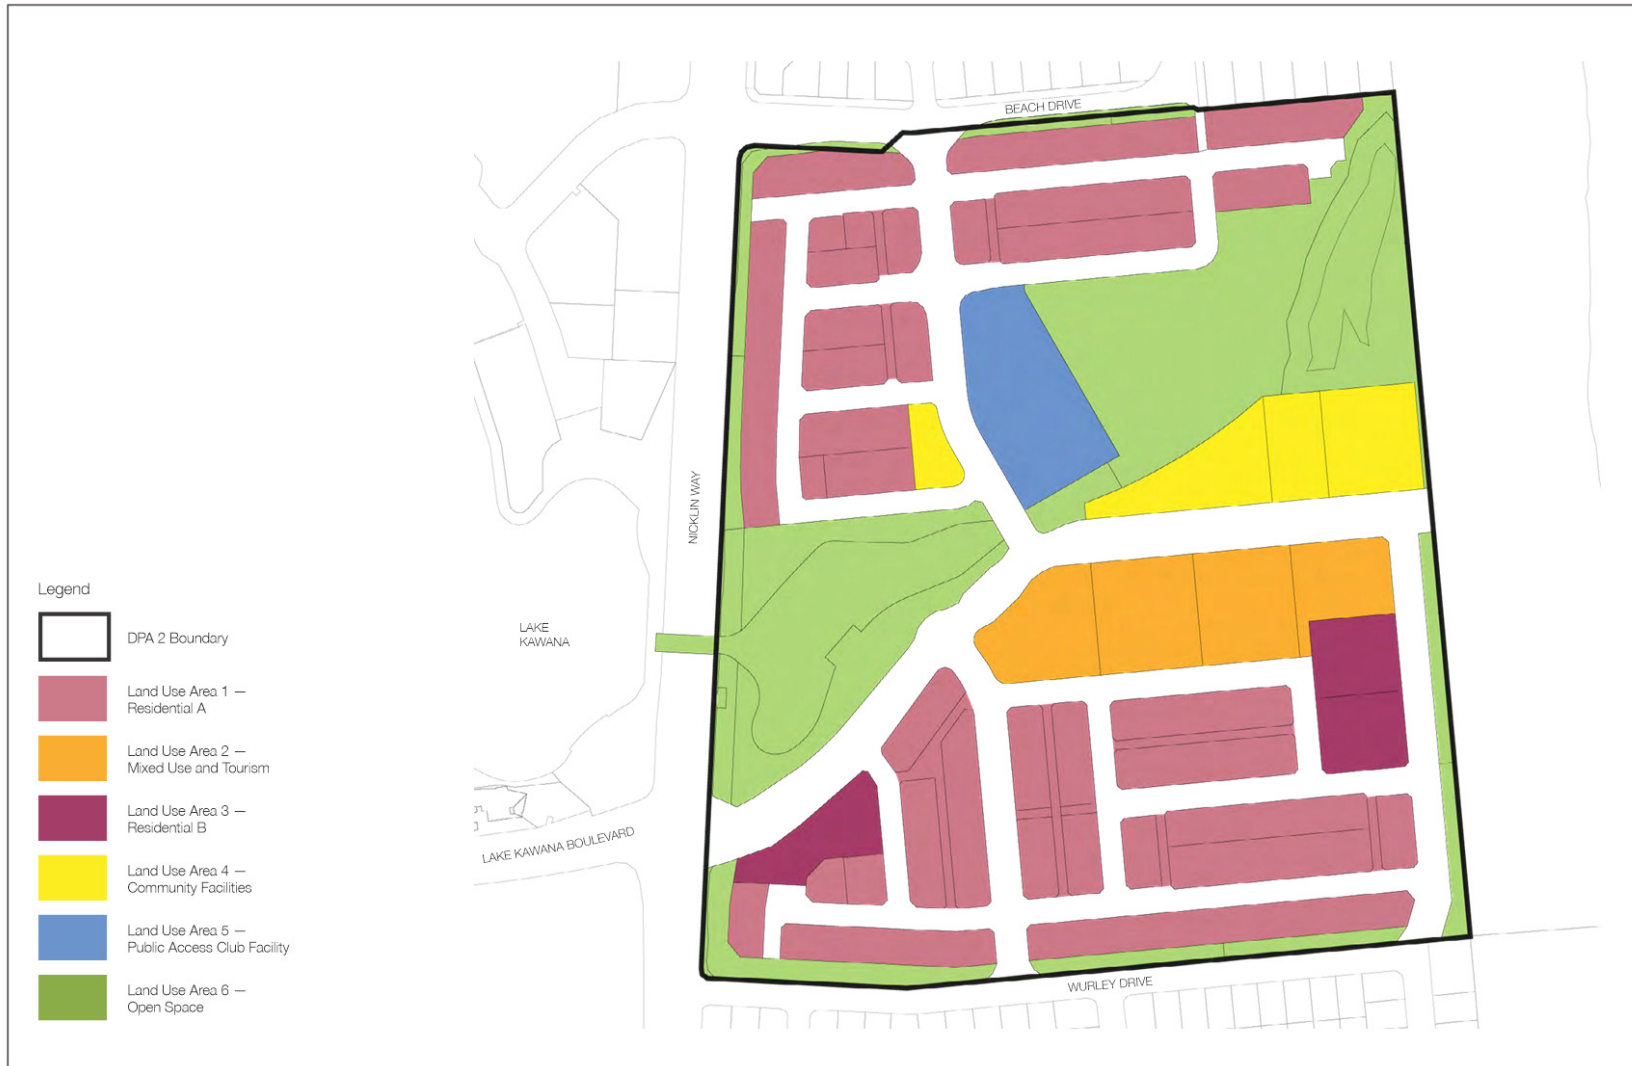 BEACH DRIVE
NICKLIN WAY
Legend
DPA 2 Boundary
LAKE
KAWANA
Land Use Area 1 —
Residential A
Land Use Area 2 —
Mixed Use and Tourism
Land Use Area 3 —
Residential B
LAKE KAWANA BOULEVARD
Land Use Area 4 —
Community Facilities
Land Use Area 5 —
Public Access Club Facility
Land Use Area 6 —
Open Space
WURLEY DRIVE